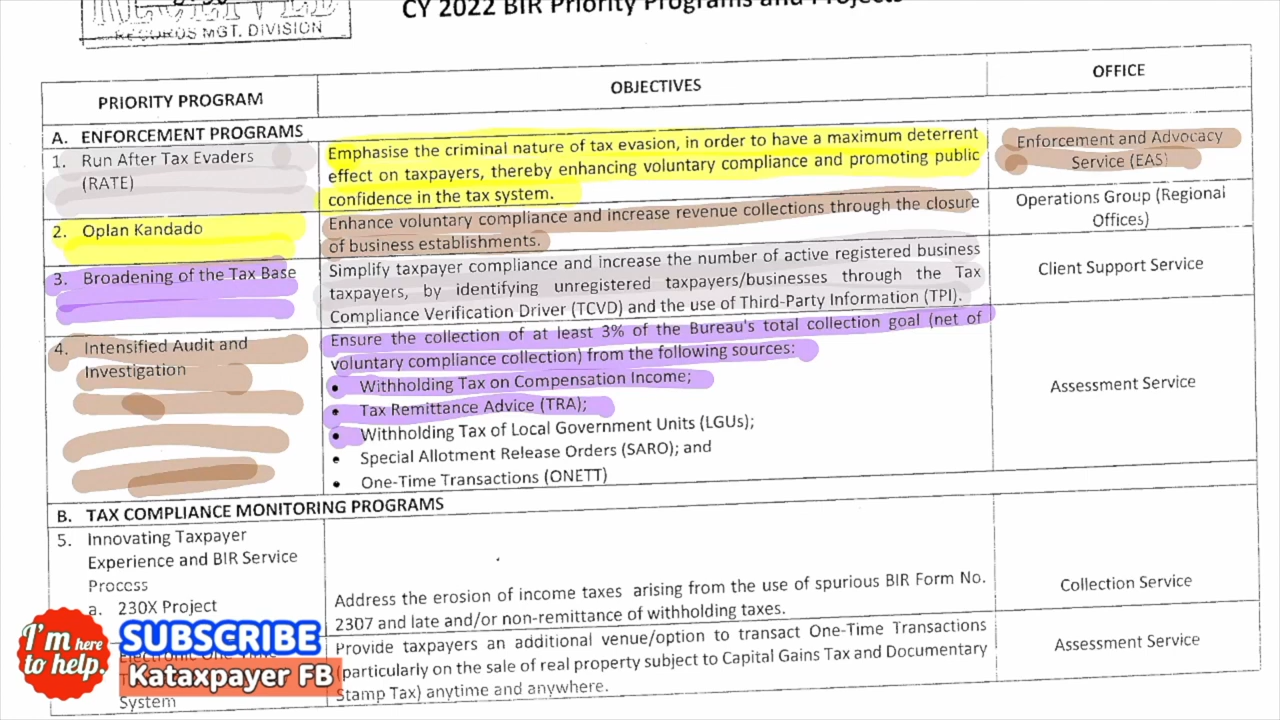 RECEIVED
RECORDS MGT. DIVISION
CY 2022 BIR Priority Programs and Projects
PRIORITY PROGRAM
OBJECTIVES
OFFICE
A. ENFORCEMENT PROGRAMS
1. Run After Tax Evaders
(RATE)
Emphasise the criminal nature of tax evasion, in order to have a maximum deterrent
effect on taxpayers, thereby enhancing voluntary compliance and promoting public
confidence in the tax system.
Enforcement and Advocacy
Service (EAS)
2. Oplan Kandado
Enhance voluntary compliance and increase revenue collections through the closure
of business establishments.
Operations Group (Regional
Offices)
3. Broadening of the Tax Base
Simplify taxpayer compliance and increase the number of active registered business
taxpayers, by identifying unregistered taxpayers/businesses through the Tax
Compliance Verification Driver (TCVD) and the use of Third-Party Information (TPI).
Client Support Service
4. Intensified Audit and
Investigation
Ensure the collection of at least 3% of the Bureau's total collection goal (net of
voluntary compliance collection) from the following sources:
• Withholding Tax on Compensation Income;
• Tax Remittance Advice (TRA);
• Withholding Tax of Local Government Units (LGUs);
• Special Allotment Release Orders (SARO); and
• One-Time Transactions (ONETT)
Assessment Service
B. TAX COMPLIANCE MONITORING PROGRAMS
5. Innovating Taxpayer
Experience and BIR Service
Process
a. 230X Project
Address the erosion of income taxes arising from the use of spurious BIR Form No.
2307 and late and/or non-remittance of withholding taxes.
Collection Service
System
Provide taxpayers an additional venue/option to transact One-Time Transactions
(particularly on the sale of real property subject to Capital Gains Tax and Documentary
Stamp Tax) anytime and anywhere.
Assessment Service
I'm here
to help.
SUBSCRIBE
Kataxpayer FB